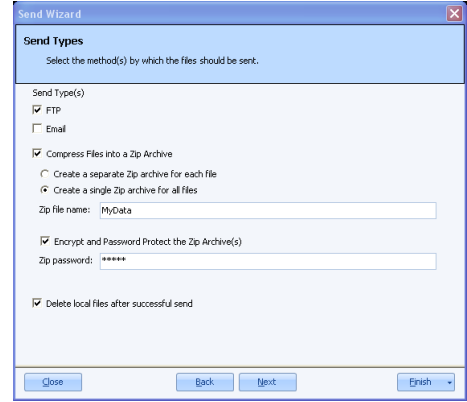 Send Wizard
Send Types
Select the method(s) by which the files should be sent.
Send Type(s)
FTP
Email
Compress Files into a Zip Archive
Create a separate Zip archive for each file
Create a single Zip archive for all files
Zip file name: MyData
Encrypt and Password Protect the Zip Archive(s)
Zip password: *****
Delete local files after successful send
Close Back Next Finish